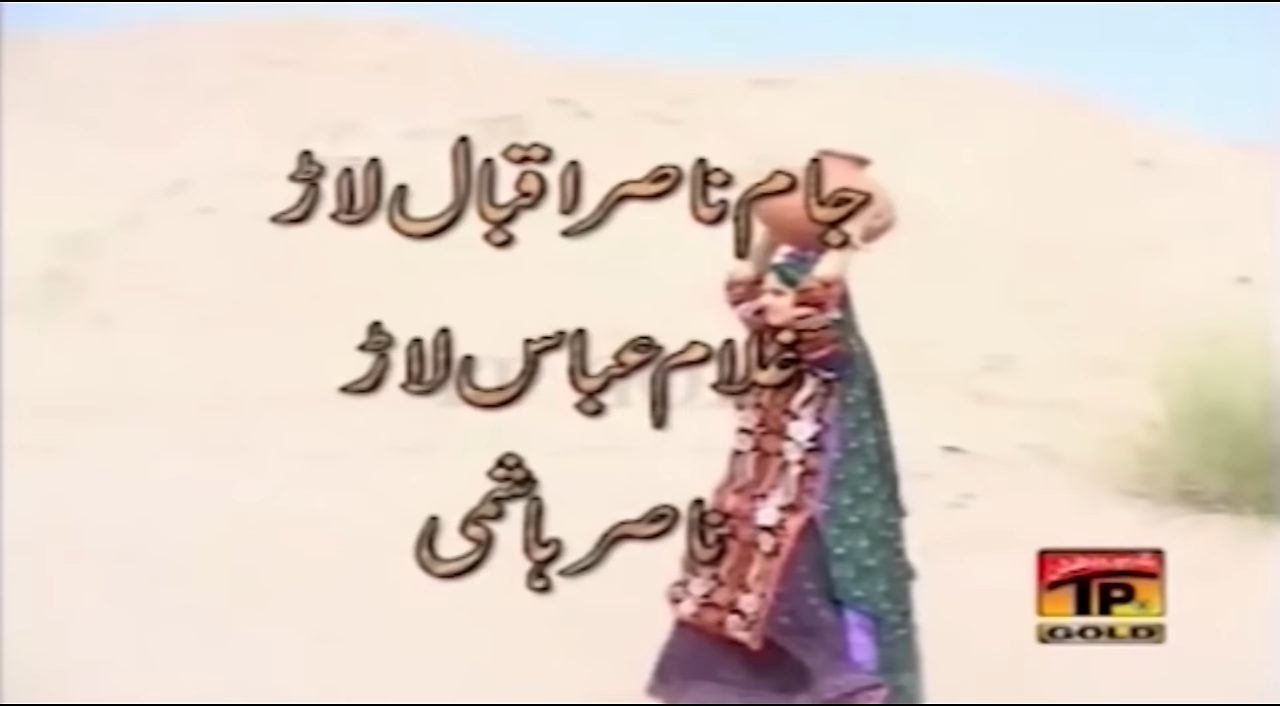 جام ناصر اقبال لاڑ
غلام عباس لاڑ
ناصر ہاشمی
TP
GOLD